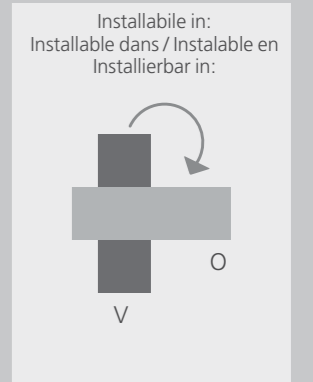 Installabile in:
Installable dans / Instalable en
Installierbar in:
O
V